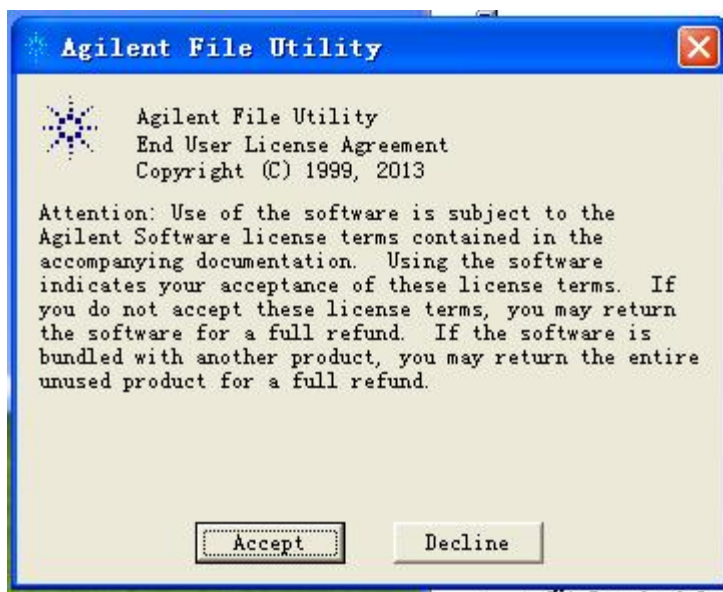 Agilent File Utility
Agilent File Utility
End User License Agreement
Copyright (C) 1999, 2013
Attention: Use of the software is subject to the
Agilent Software license terms contained in the
accompanying documentation.  Using the software
indicates your acceptance of these license terms.  If
you do not accept these license terms, you may return
the software for a full refund.  If the software is
bundled with another product, you may return the entire
unused product for a full refund.
Accept
Decline